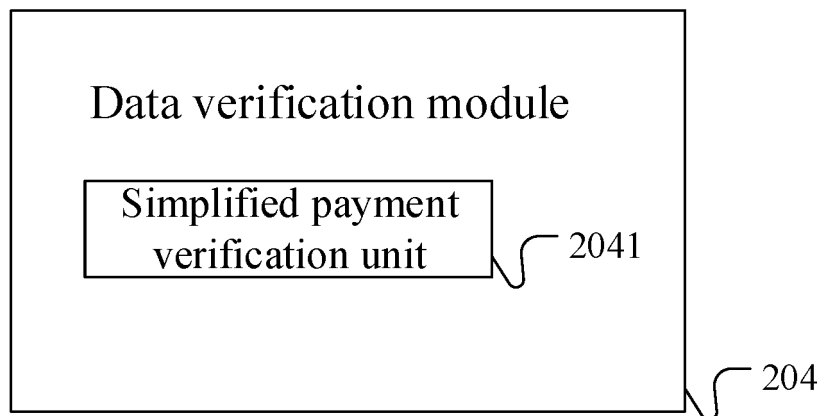 Data verification module
Simplified payment
verification unit
2041
204